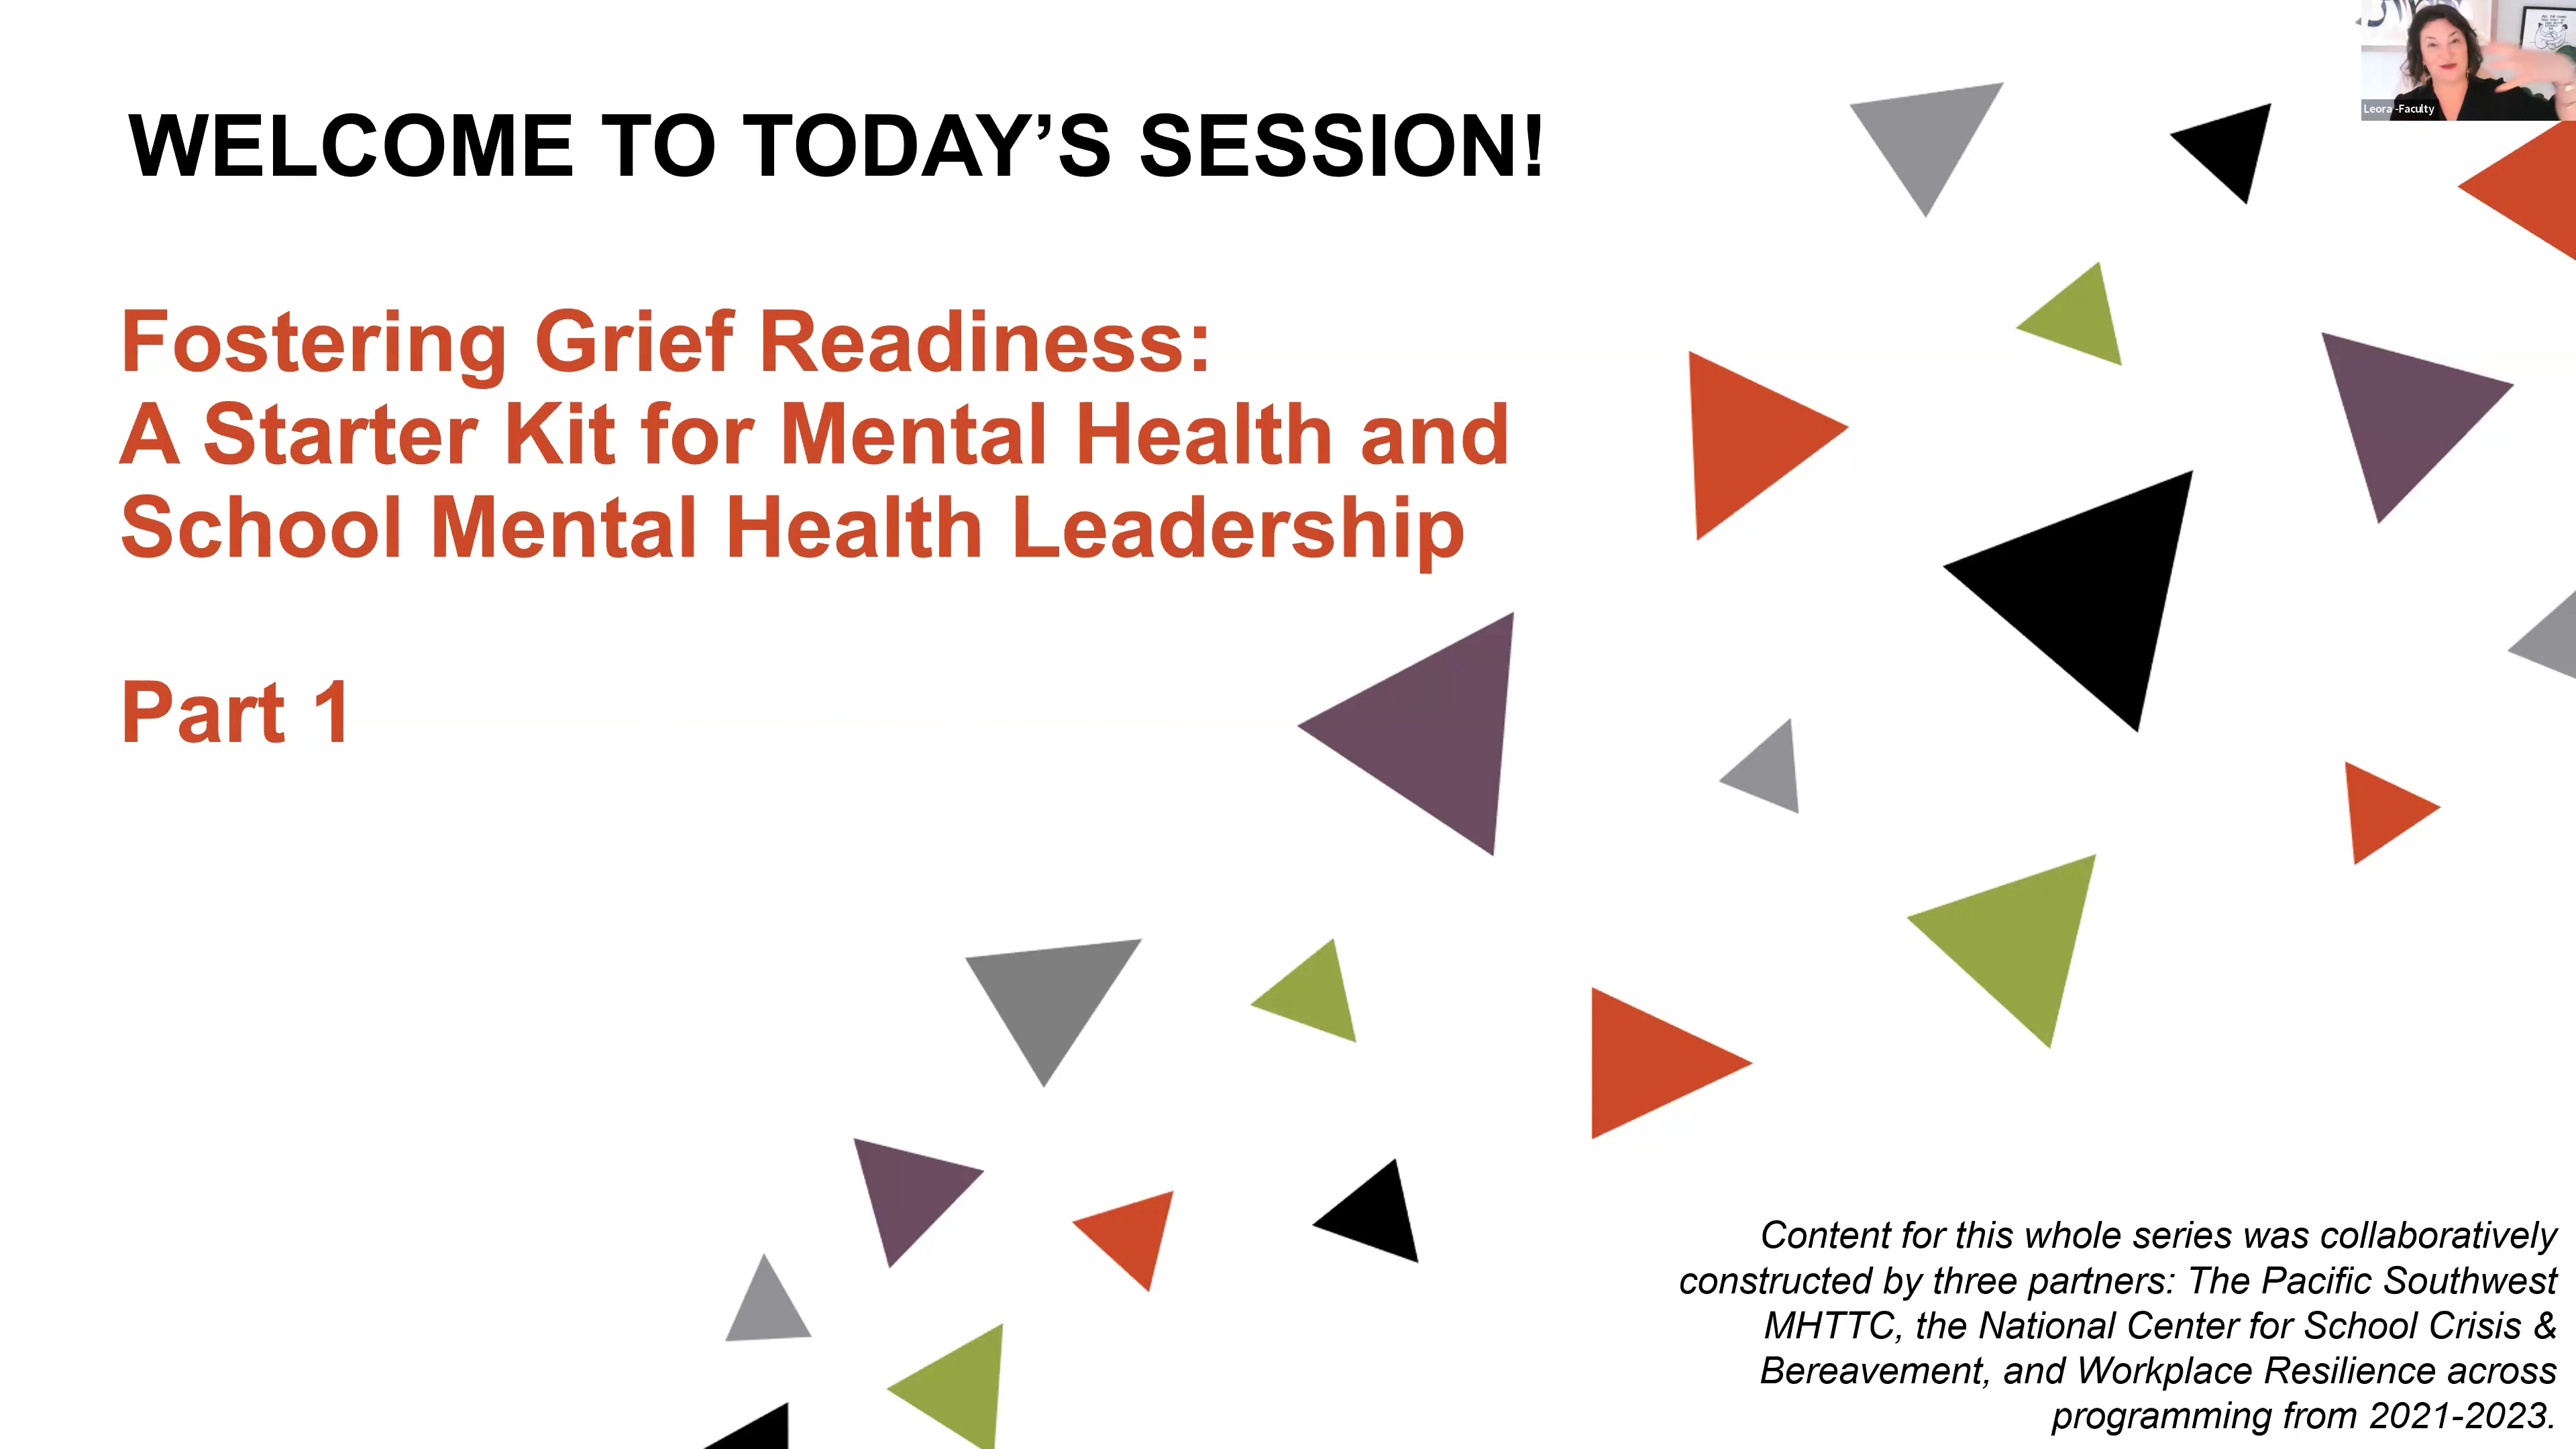 WELCOME TO TODAY’S SESSION!
Fostering Grief Readiness:
A Starter Kit for Mental Health and
School Mental Health Leadership
Part 1
Leora -Faculty
Content for this whole series was collaboratively
constructed by three partners: The Pacific Southwest
MHTTC, the National Center for School Crisis &
Bereavement, and Workplace Resilience across
programming from 2021-2023.